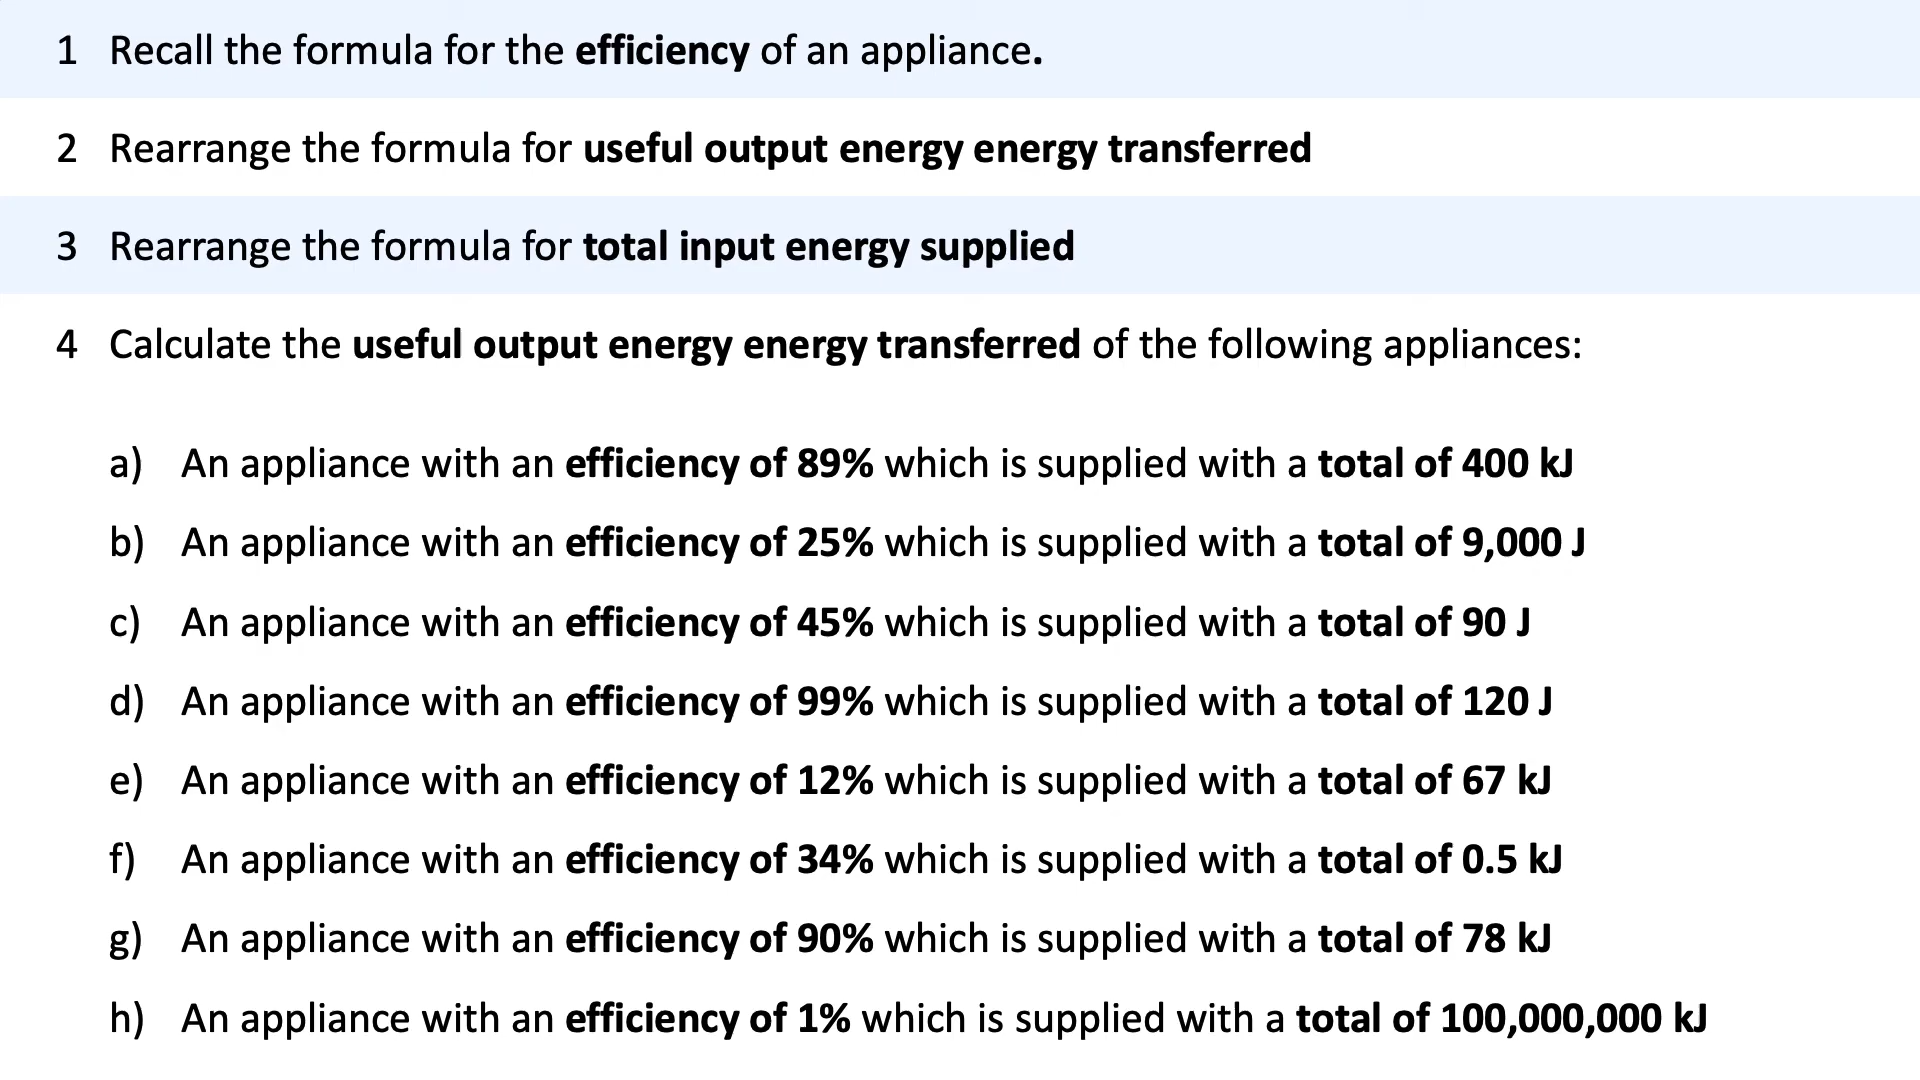 1 Recall the formula for the efficiency of an appliance.
2 Rearrange the formula for useful output energy energy transferred
3 Rearrange the formula for total input energy supplied
4 Calculate the useful output energy energy transferred of the following appliances:
a) An appliance with an efficiency of 89% which is supplied with a total of 400 kJ
b) An appliance with an efficiency of 25% which is supplied with a total of 9,000 J
c) An appliance with an efficiency of 45% which is supplied with a total of 90 J
d) An appliance with an efficiency of 99% which is supplied with a total of 120 J
e) An appliance with an efficiency of 12% which is supplied with a total of 67 kJ
f) An appliance with an efficiency of 34% which is supplied with a total of 0.5 kJ
g) An appliance with an efficiency of 90% which is supplied with a total of 78 kJ
h) An appliance with an efficiency of 1% which is supplied with a total of 100,000,000 kJ